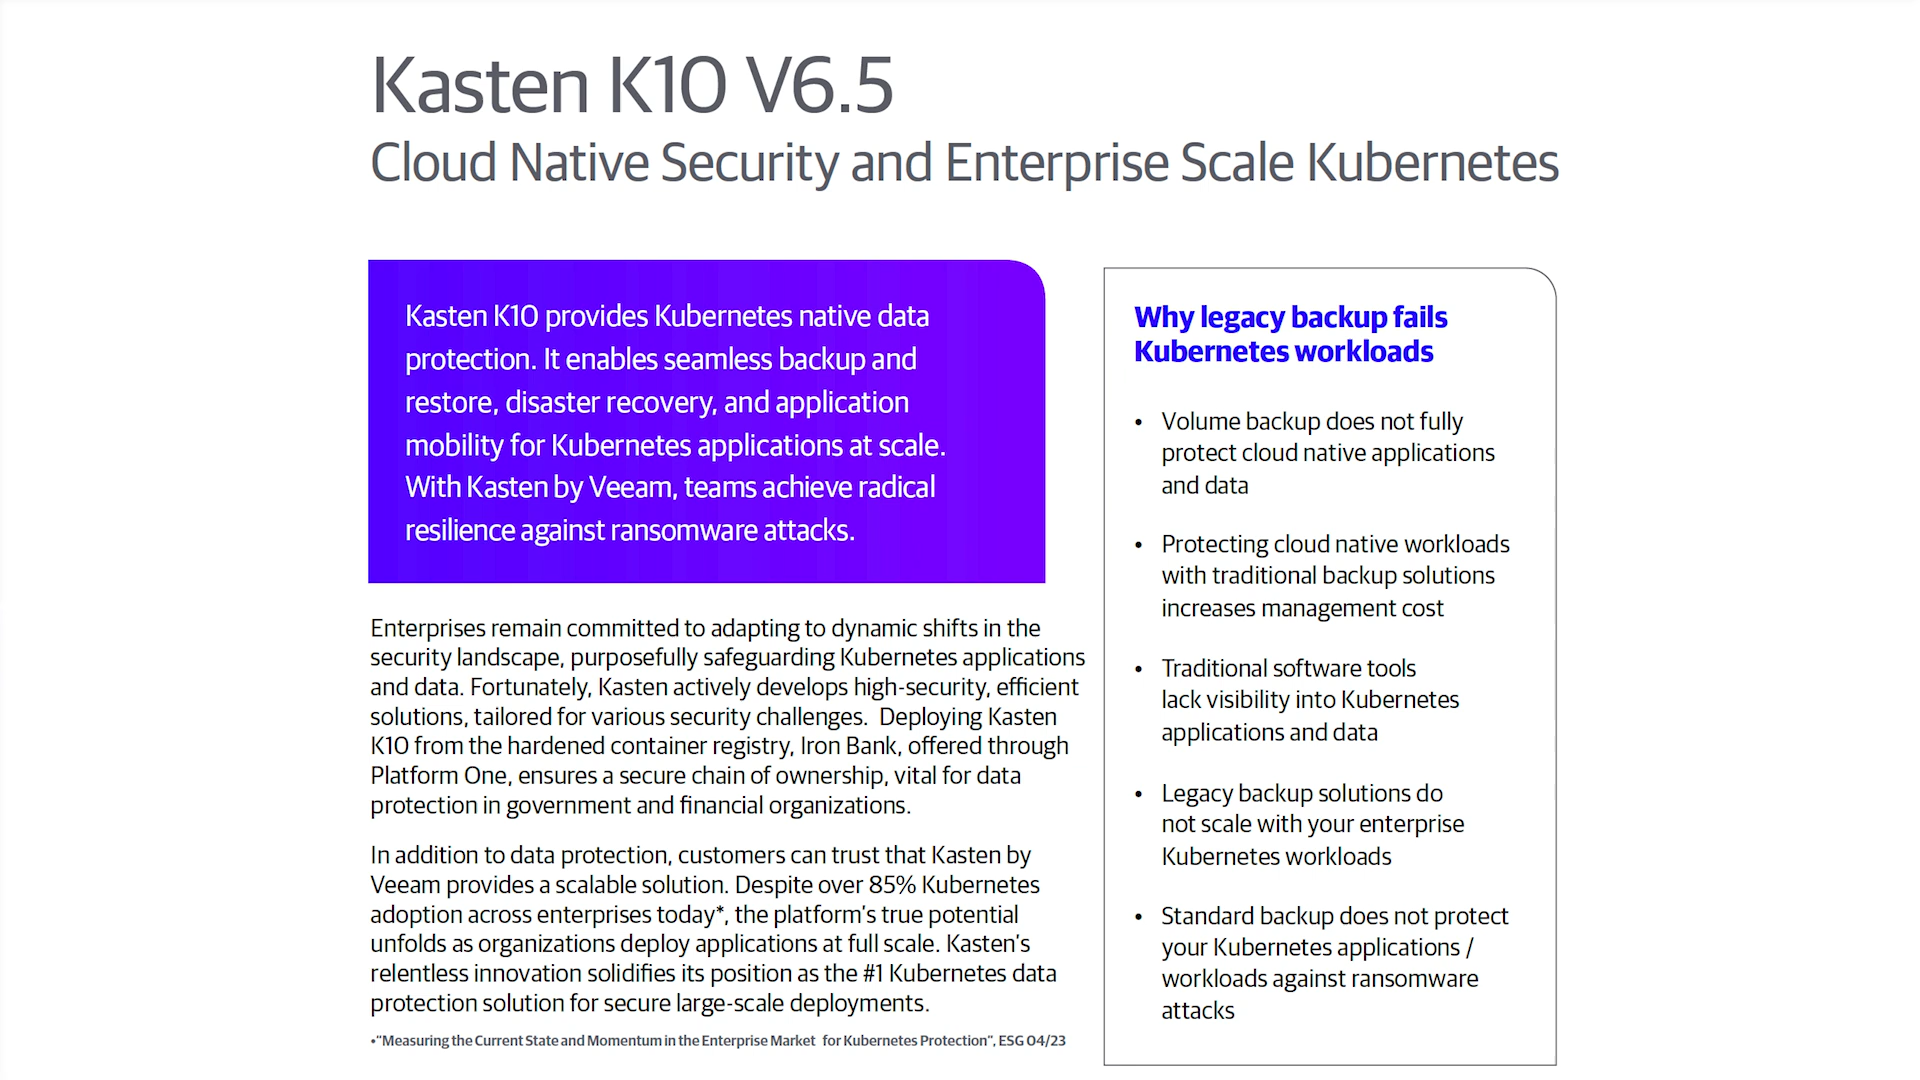 Kasten K10 V6.5
Cloud Native Security and Enterprise Scale Kubernetes
Kasten K10 provides Kubernetes native data
protection. It enables seamless backup and
restore, disaster recovery, and application
mobility for Kubernetes applications at scale.
With Kasten by Veeam, teams achieve radical
resilience against ransomware attacks.
Enterprises remain committed to adapting to dynamic shifts in the
security landscape, purposefully safeguarding Kubernetes applications
and data. Fortunately, Kasten actively develops high-security, efficient
solutions, tailored for various security challenges.  Deploying Kasten
K10 from the hardened container registry, Iron Bank, offered through
Platform One, ensures a secure chain of ownership, vital for data
protection in government and financial organizations.
In addition to data protection, customers can trust that Kasten by
Veeam provides a scalable solution. Despite over 85% Kubernetes
adoption across enterprises today*, the platform's true potential
unfolds as organizations deploy applications at full scale. Kasten's
relentless innovation solidifies its position as the #1 Kubernetes data
protection solution for secure large-scale deployments.
•"Measuring the Current State and Momentum in the Enterprise Market  for Kubernetes Protection", ESG 04/23
Why legacy backup fails
Kubernetes workloads
• Volume backup does not fully
protect cloud native applications
and data
• Protecting cloud native workloads
with traditional backup solutions
increases management cost
• Traditional software tools
lack visibility into Kubernetes
applications and data
• Legacy backup solutions do
not scale with your enterprise
Kubernetes workloads
• Standard backup does not protect
your Kubernetes applications /
workloads against ransomware
attacks